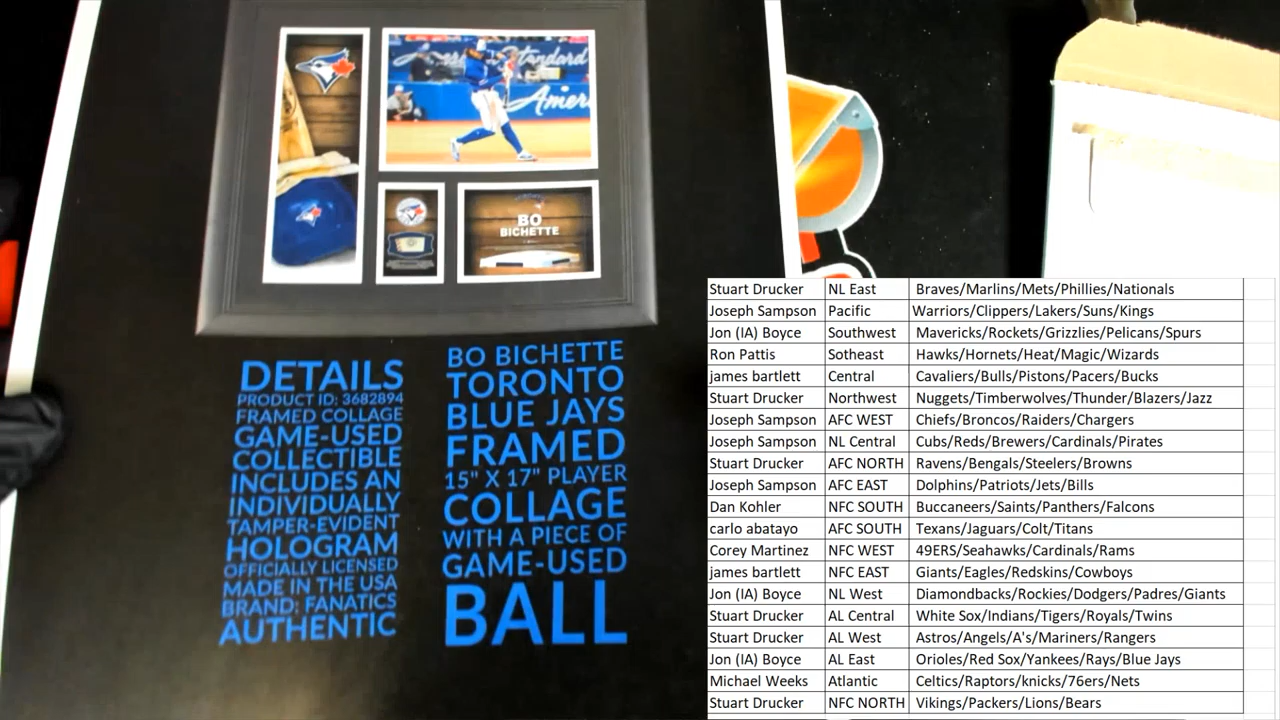 American Standard
Amer
BO
BICHETTE
DETAILS
PRODUCT ID: 3682894
FRAMED COLLAGE
GAME-USED
COLLECTIBLE
INCLUDES AN
INDIVIDUALLY
TAMPER-EVIDENT
HOLOGRAM
OFFICIALLY LICENSED
MADE IN THE USA
BRAND: FANATICS
AUTHENTIC
BO BICHETTE
TORONTO
BLUE JAYS
FRAMED
15" X 17" PLAYER
COLLAGE
WITH A PIECE OF
GAME-USED
BALL
Stuart Drucker NL East Braves/Marlins/Mets/Phillies/Nationals
Joseph Sampson Pacific Warriors/Clippers/Lakers/Suns/Kings
Jon (IA) Boyce Southwest Mavericks/Rockets/Grizzlies/Pelicans/Spurs
Ron Pattis Sotheast Hawks/Hornets/Heat/Magic/Wizards
james bartlett Central Cavaliers/Bulls/Pistons/Pacers/Bucks
Stuart Drucker Northwest Nuggets/Timberwolves/Thunder/Blazers/Jazz
Joseph Sampson AFC WEST Chiefs/Broncos/Raiders/Chargers
Joseph Sampson NL Central Cubs/Reds/Brewers/Cardinals/Pirates
Stuart Drucker AFC NORTH Ravens/Bengals/Steelers/Browns
Joseph Sampson AFC EAST Dolphins/Patriots/Jets/Bills
Dan Kohler NFC SOUTH Buccaneers/Saints/Panthers/Falcons
carlo abatayo AFC SOUTH Texans/Jaguars/Colt/Titans
Corey Martinez NFC WEST 49ERS/Seahawks/Cardinals/Rams
james bartlett NFC EAST Giants/Eagles/Redskins/Cowboys
Jon (IA) Boyce NL West Diamondbacks/Rockies/Dodgers/Padres/Giants
Stuart Drucker AL Central White Sox/Indians/Tigers/Royals/Twins
Stuart Drucker AL West Astros/Angels/A's/Mariners/Rangers
Jon (IA) Boyce AL East Orioles/Red Sox/Yankees/Rays/Blue Jays
Michael Weeks Atlantic Celtics/Raptors/knicks/76ers/Nets
Stuart Drucker NFC NORTH Vikings/Packers/Lions/Bears